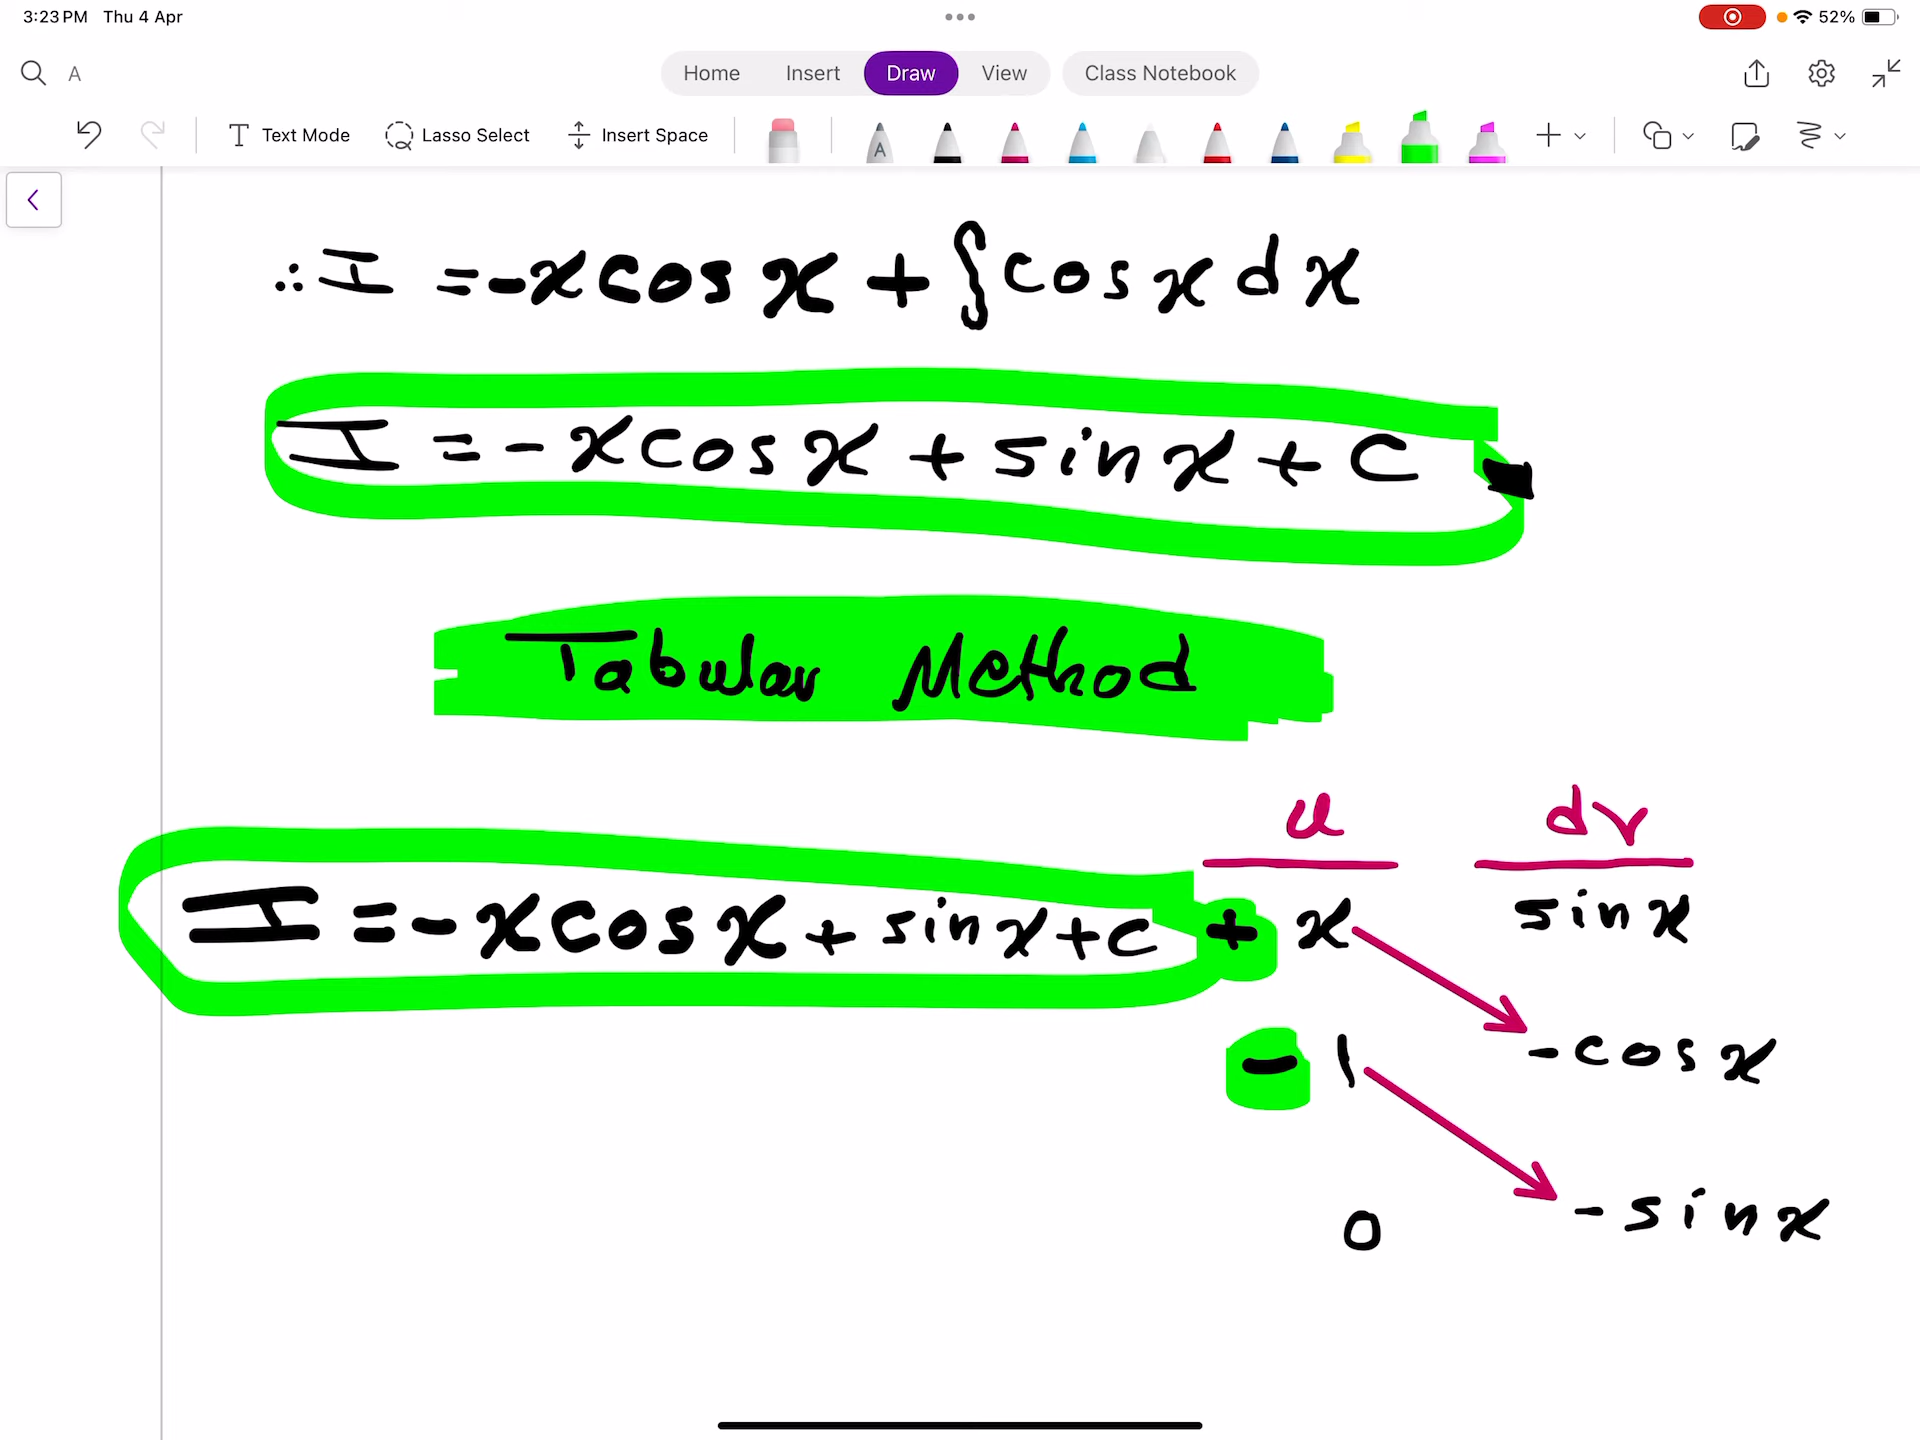 3:23 PM Thu 4 Apr 52%
A Home Insert Draw View Class Notebook
Text Mode Lasso Select Insert Space A
∴ I = -x cos x + ∫ cos x dx
I = -x cos x + sin x + c
Tabular Method
u dv
I = -x cos x + sin x + c + x sin x
- 1 - cos x
0 - sin x